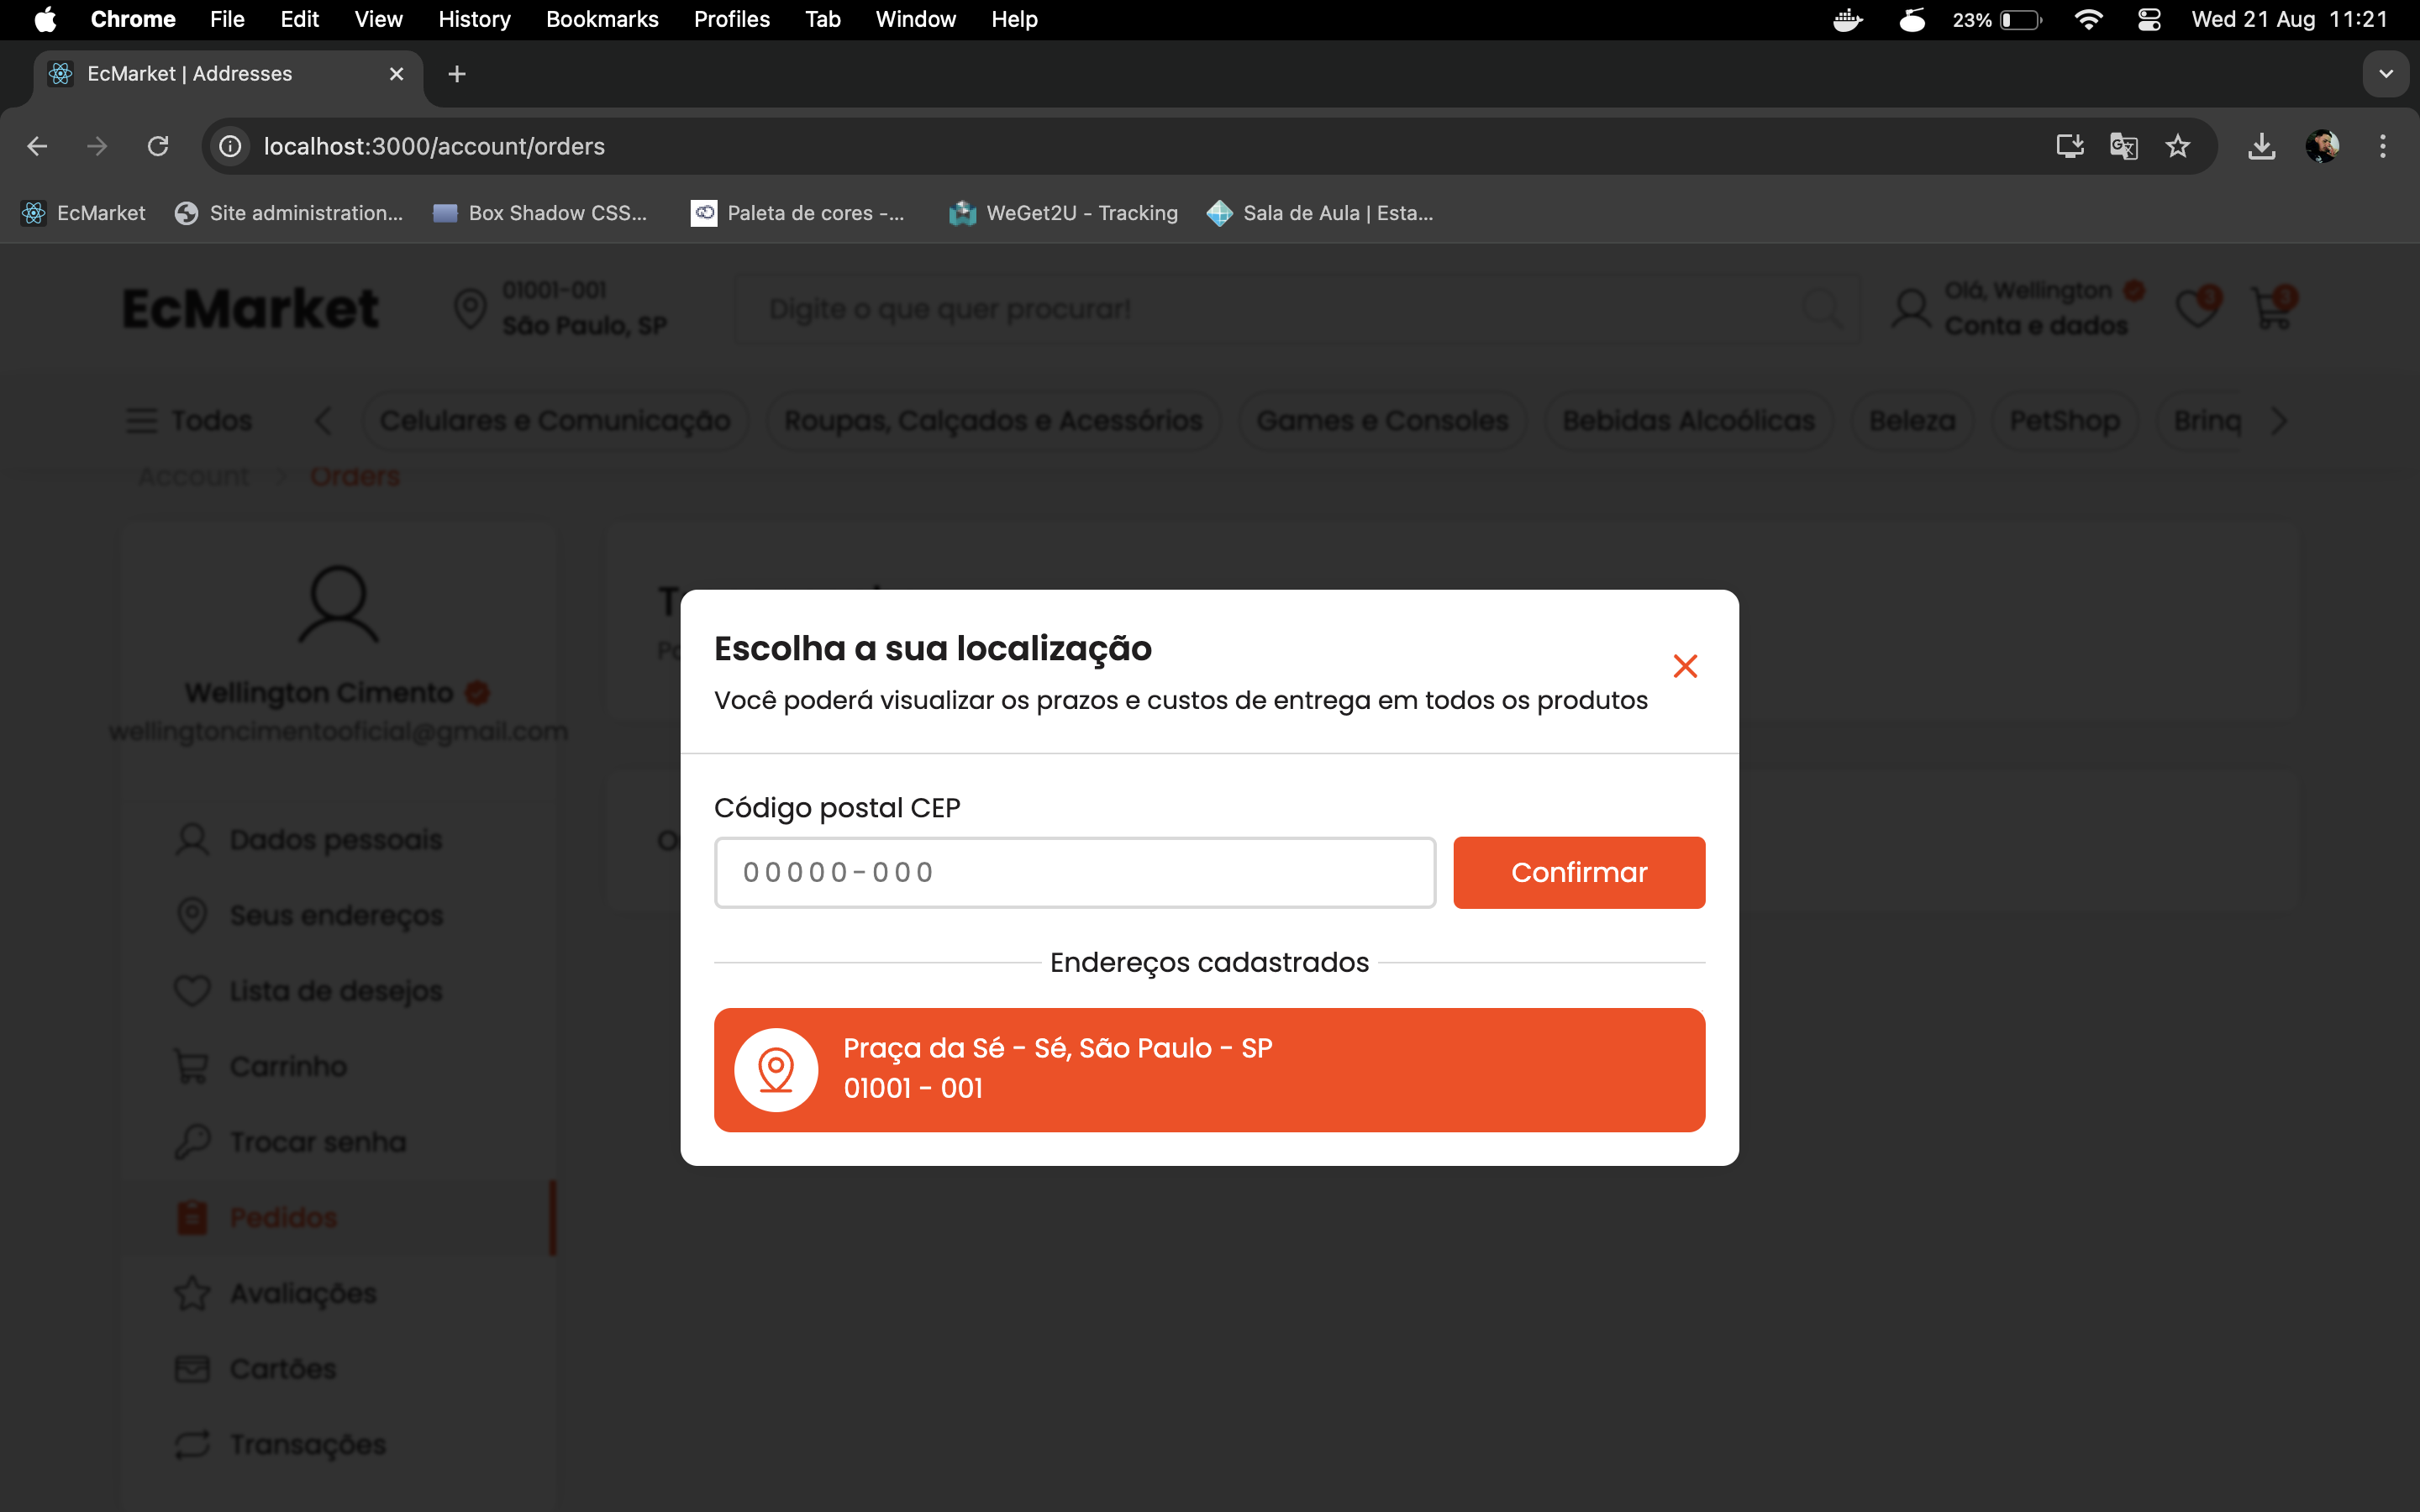 Chrome File Edit View History Bookmarks Profiles Tab Window Help 23% Wed 21 Aug 11:21
EcMarket | Addresses
localhost:3000/account/orders
EcMarket Site administration... Box Shadow CSS... Paleta de cores -... WeGet2U - Tracking Sala de Aula | Esta...
EcMarket
01001-001
São Paulo, SP
Digite o que quer procurar!
Olá, Wellington
Conta e dados
3
3
Todos Celulares e Comunicação Roupas, Calçados e Acessórios Games e Consoles Bebidas Alcoólicas Beleza PetShop Brinq
Account > Orders
Wellington Cimento
wellingtoncimentooficial@gmail.com
Dados pessoais
Seus endereços
Lista de desejos
Carrinho
Trocar senha
Pedidos
Avaliações
Cartões
Transações
Escolha a sua localização
Você poderá visualizar os prazos e custos de entrega em todos os produtos
Código postal CEP
00000-000
Confirmar
Endereços cadastrados
Praça da Sé - Sé, São Paulo - SP
01001 - 001